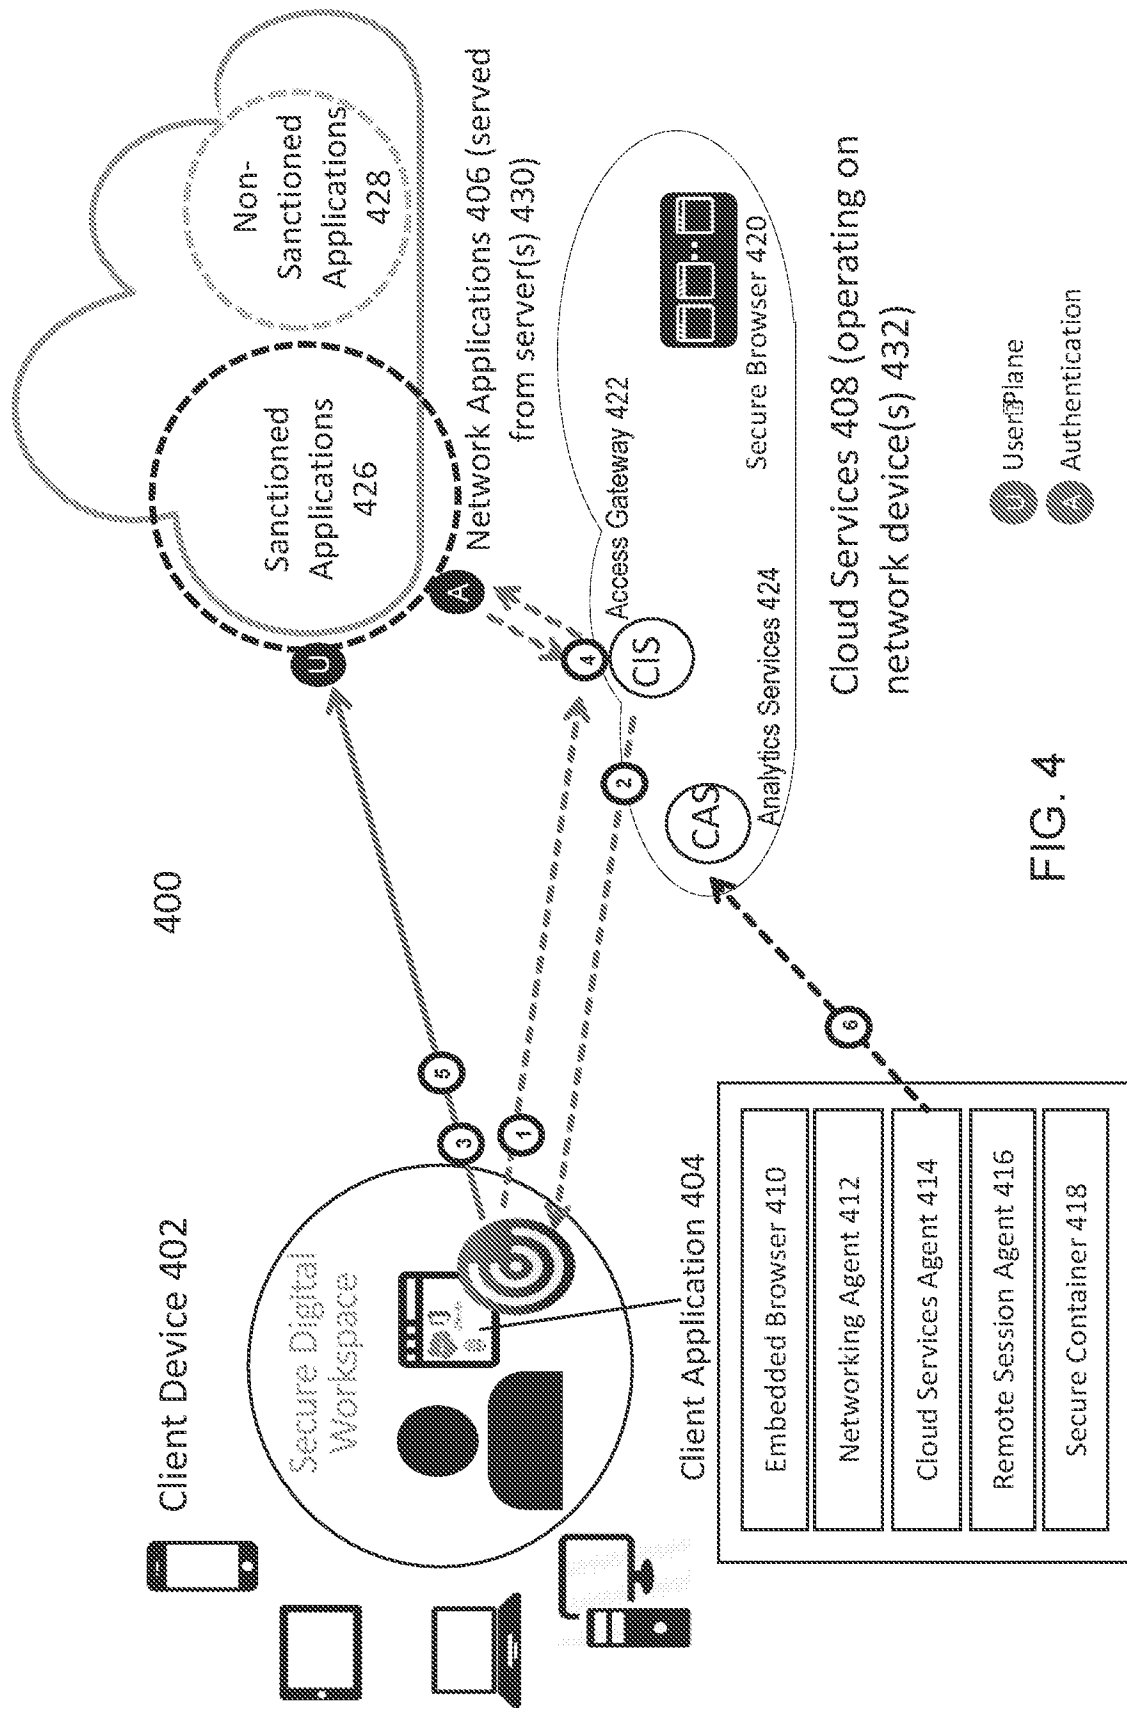 400
Client Device 402
Secure Digital
Workspace
Client Application 404
Embedded Browser 410
Networking Agent 412
Cloud Services Agent 414
Remote Session Agent 416
Secure Container 418
3
5
1
2
4
6
U
A
Sanctioned
Applications
426
Non-
Sanctioned
Applications
428
Network Applications 406 (served
from server(s) 430)
Access Gateway 422
CIS
CAS
Analytics Services 424
Secure Browser 420
Cloud Services 408 (operating on
network device(s) 432)
U User Plane
A Authentication
FIG. 4